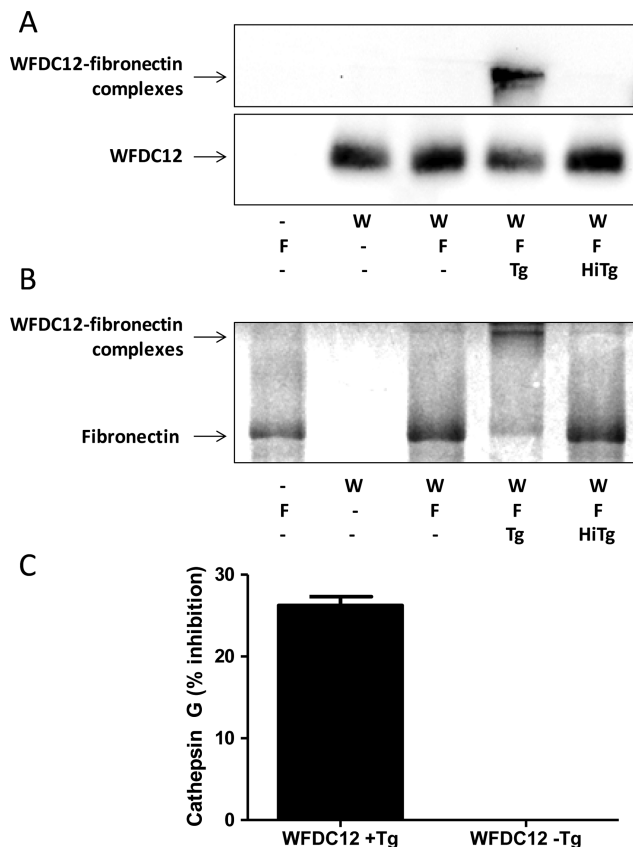 A
WFDC12-fibronectin
complexes
WFDC12
- W W W W
F - F F F
- - - Tg HiTg
B
WFDC12-fibronectin
complexes
Fibronectin
- W W W W
F - F F F
- - - Tg HiTg
C
Cathepsin G (% inhibition)
30
20
10
0
WFDC12 +Tg WFDC12 -Tg